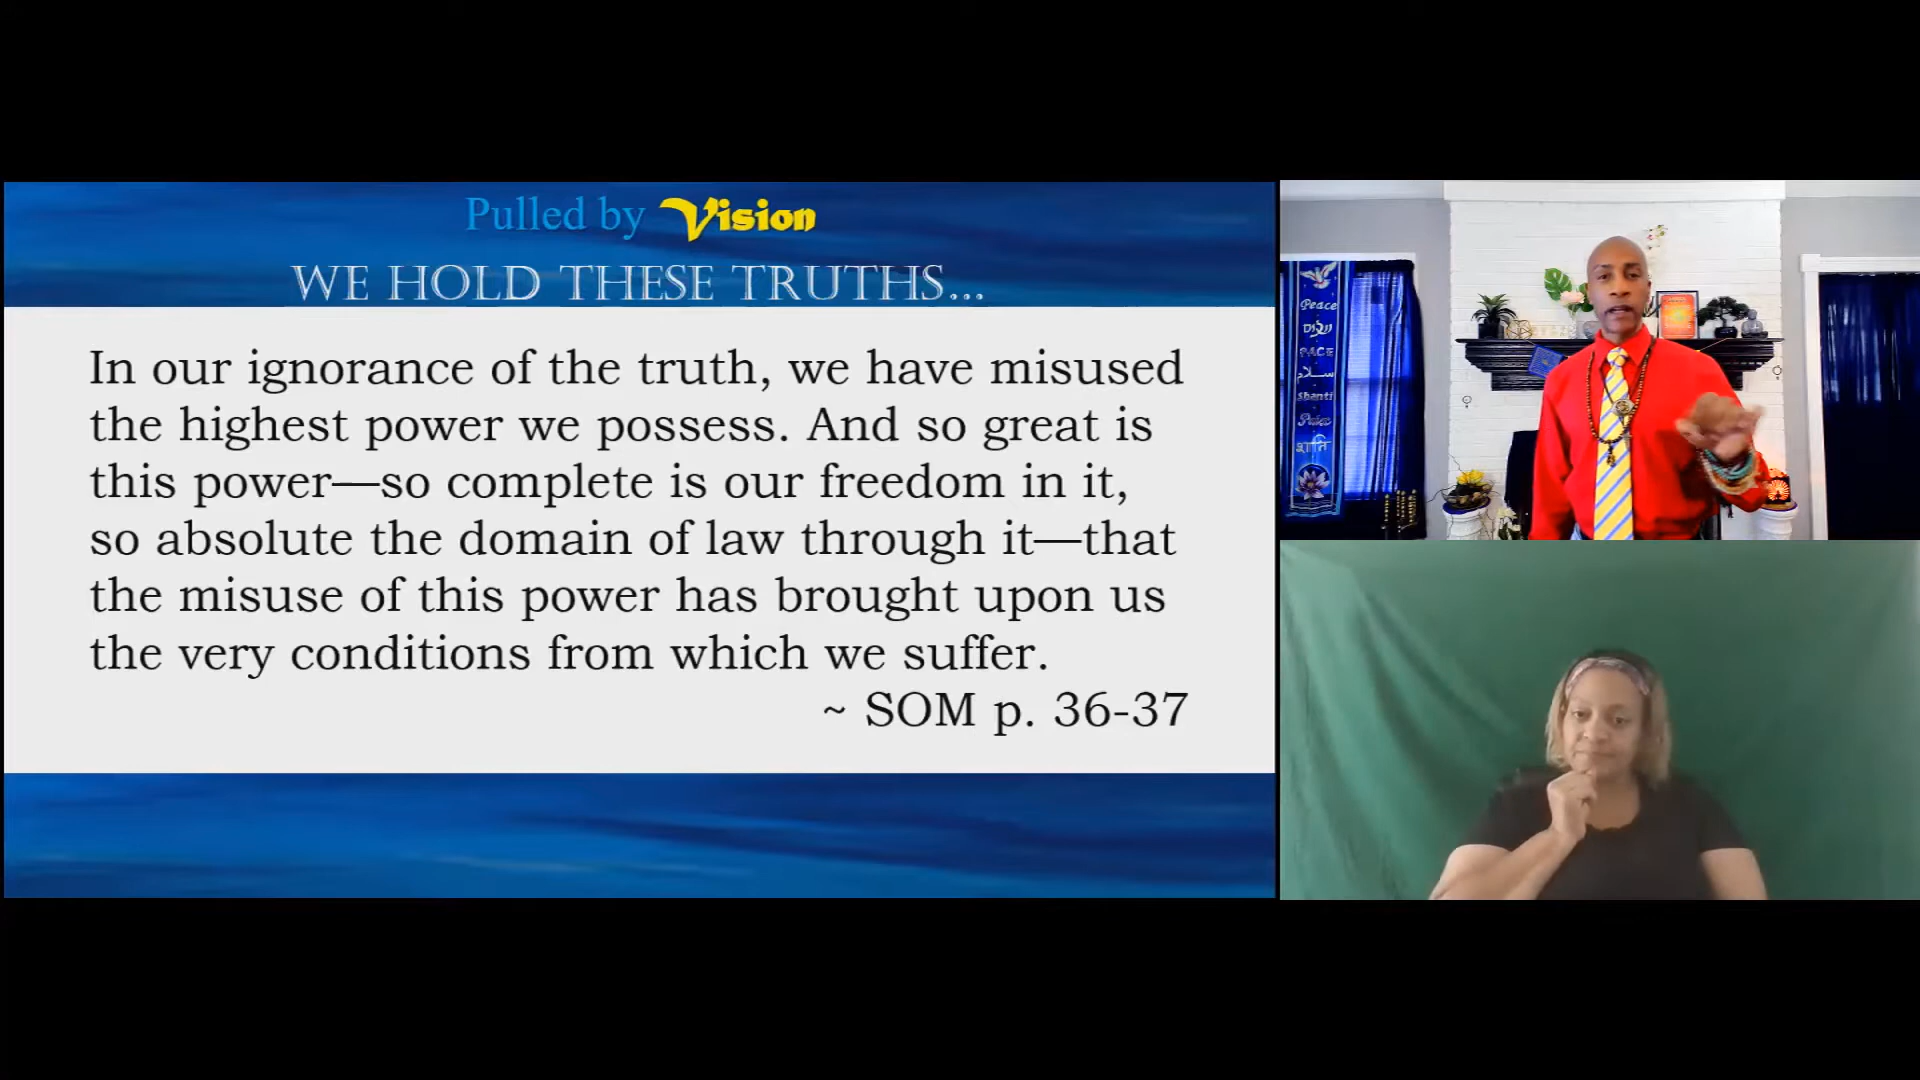 Pulled by Vision
WE HOLD THESE TRUTHS...
In our ignorance of the truth, we have misused
the highest power we possess. And so great is
this power—so complete is our freedom in it,
so absolute the domain of law through it—that
the misuse of this power has brought upon us
the very conditions from which we suffer.
~ SOM p. 36-37
Peace
PACE
سلام
Shanti